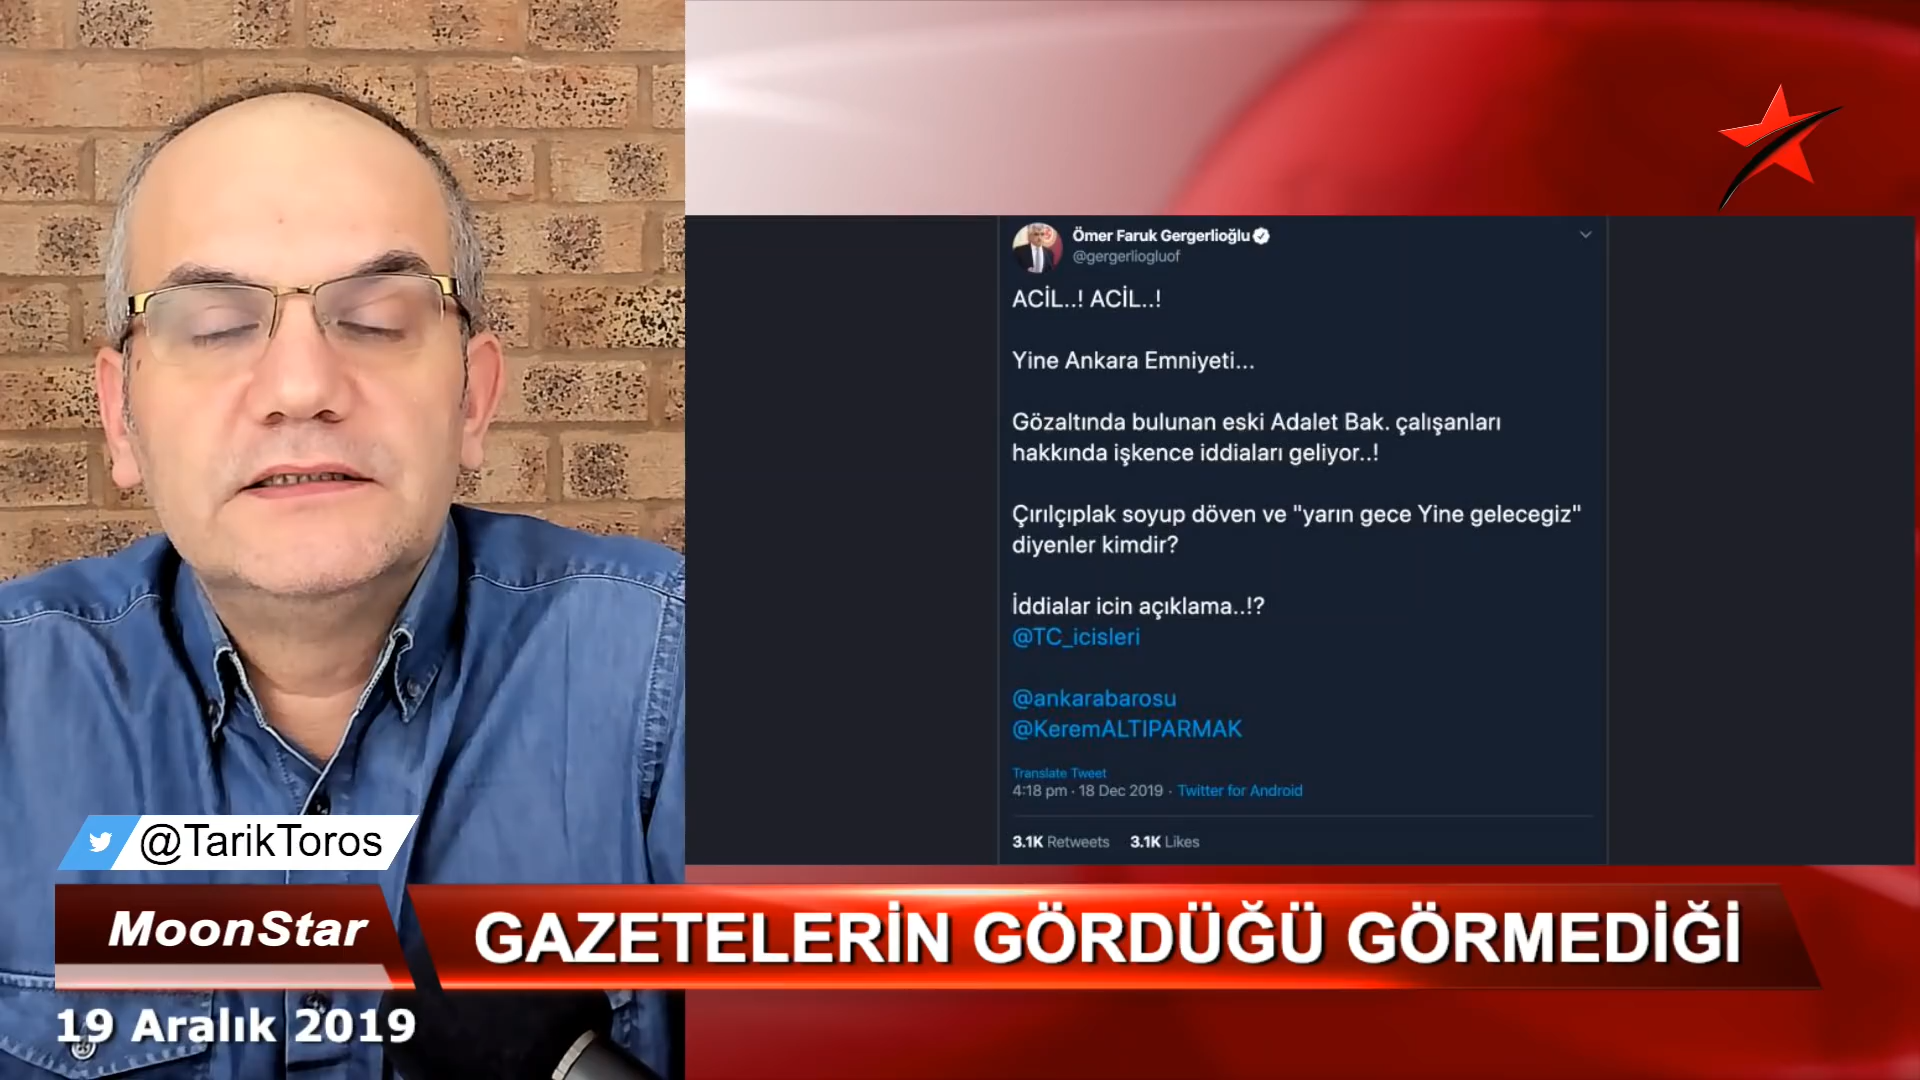 Ömer Faruk Gergerlioğlu
@gergerliogluof
ACİL..! ACİL..!
Yine Ankara Emniyeti...
Gözaltında bulunan eski Adalet Bak. çalışanları
hakkında işkence iddiaları geliyor..!
Çırılçıplak soyup döven ve "yarın gece Yine gelecegiz"
diyenler kimdir?
İddialar icin açıklama..!?
@TC_icisleri
@ankarabarosu
@KeremALTIPARMAK
Translate Tweet
4:18 pm · 18 Dec 2019 · Twitter for Android
3.1K Retweets 3.1K Likes
@TarikToros
MoonStar
GAZETELERİN GÖRDÜĞÜ GÖRMEDİĞİ
19 Aralık 2019